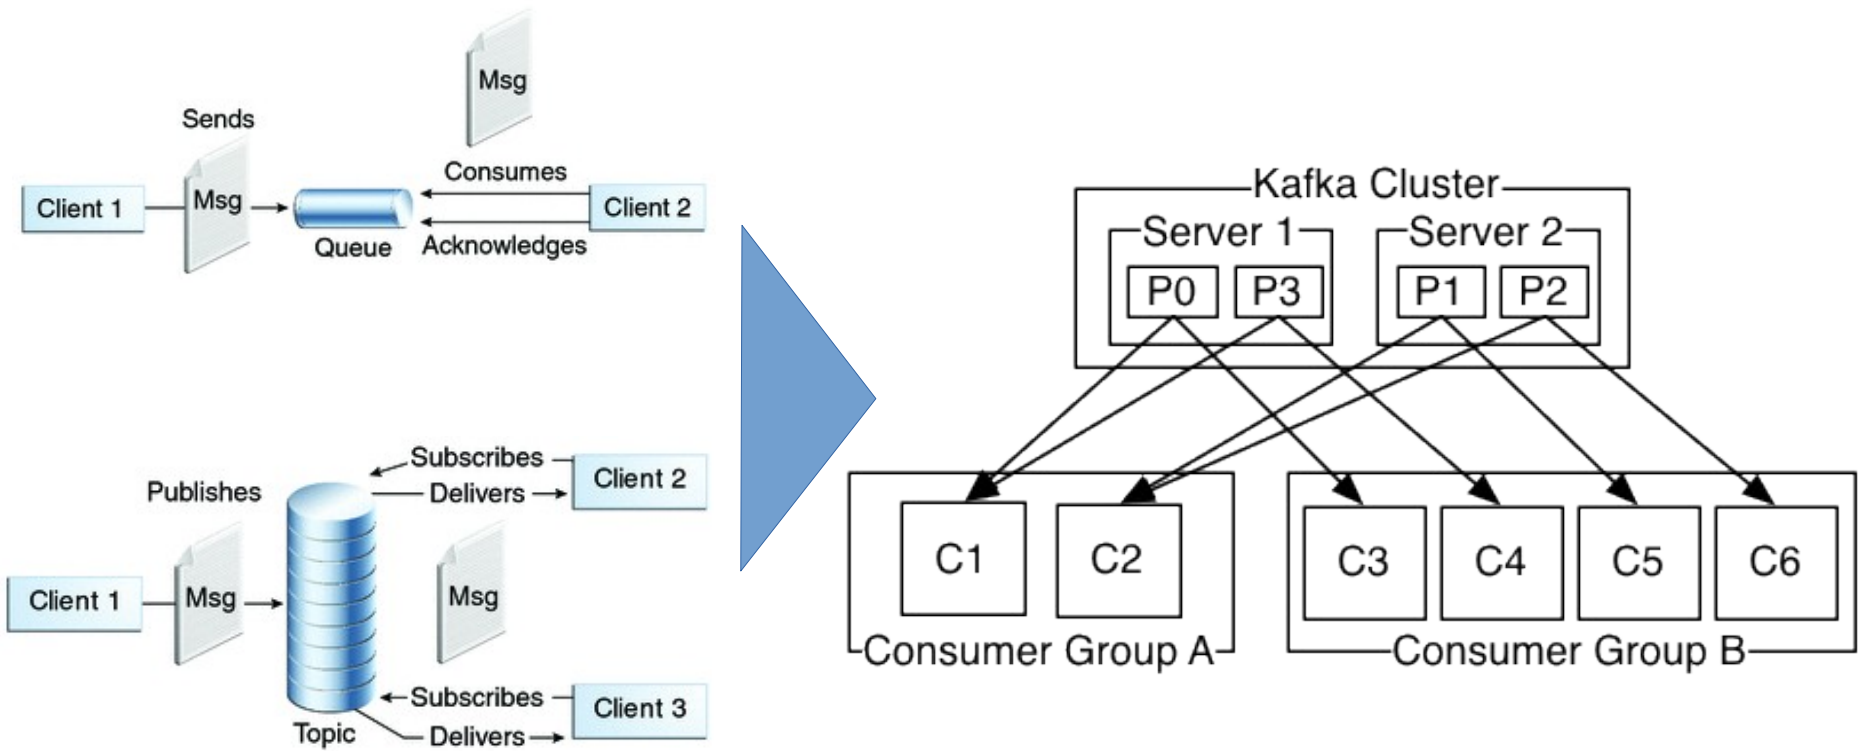 Msg
Sends
Client 1
Msg
Queue
Consumes
Acknowledges
Client 2
Publishes
Client 1
Msg
Topic
Subscribes
Delivers
Client 2
Msg
Subscribes
Delivers
Client 3
Kafka Cluster
Server 1
Server 2
P0
P3
P1
P2
C1
C2
C3
C4
C5
C6
Consumer Group A
Consumer Group B